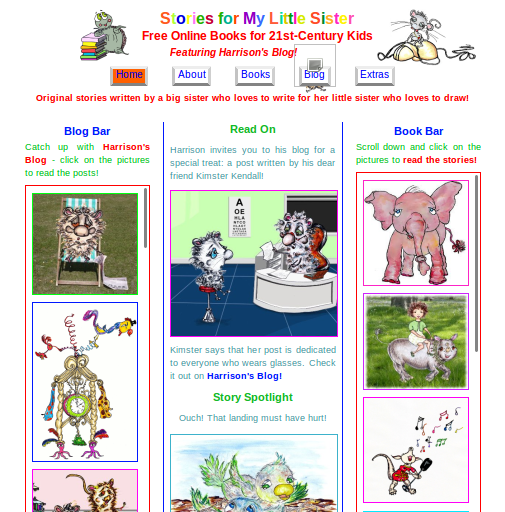 Stories for My Little Sister
Free Online Books for 21st-Century Kids
Featuring Harrison's Blog!
Home
About
Books
Blog
Extras
Original stories written by a big sister who loves to write for her little sister who loves to draw!
Blog Bar
Catch up with Harrison's
Blog - click on the pictures
to read the posts!
Read On
Harrison invites you to his blog for a
special treat: a post written by his dear
friend Kimster Kendall!
A
OE
HLA
NTCO
Kimster says that her post is dedicated
to everyone who wears glasses. Check
it out on Harrison's Blog!
Story Spotlight
Ouch! That landing must have hurt!
Book Bar
Scroll down and click on the
pictures to read the stories!